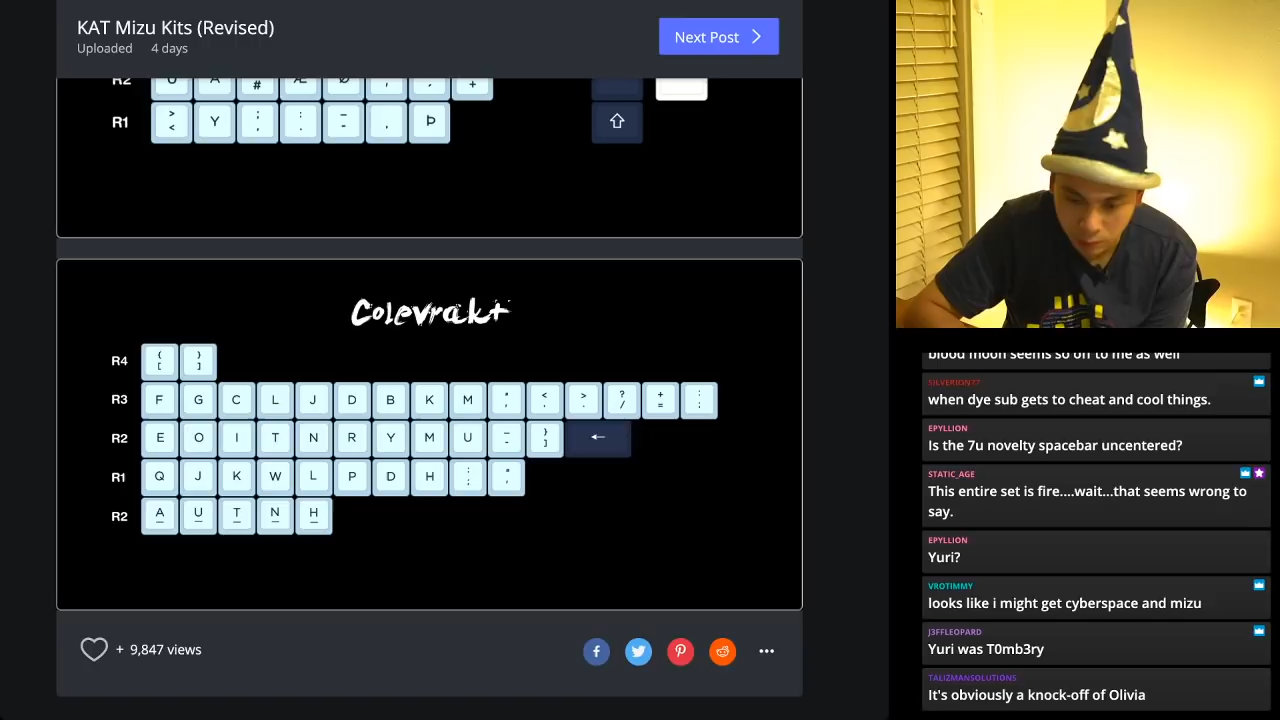 KAT Mizu Kits (Revised)
Uploaded 4 days
Next Post
R2 U A # Æ Ø +
R1 > < Y ; , : . – - , Þ
Colevrakt
R4 { [ } ]
R3 F G C L J D B K M " , < , > . ? / + = : ;
R2 E O I T N R Y M U _ - } ] ←
R1 Q J K W L P D H : ; " ,
R2 A U T N H
+ 9,847 views
blood moon seems so off to me as well
SILVERION77
when dye sub gets to cheat and cool things.
EPYLLION
Is the 7u novelty spacebar uncentered?
STATIC_AGE
This entire set is fire....wait...that seems wrong to
say.
EPYLLION
Yuri?
VROTIMMY
looks like i might get cyberspace and mizu
J3FFLEOPARD
Yuri was T0mb3ry
TALIZMANSOLUTIONS
It's obviously a knock-off of Olivia